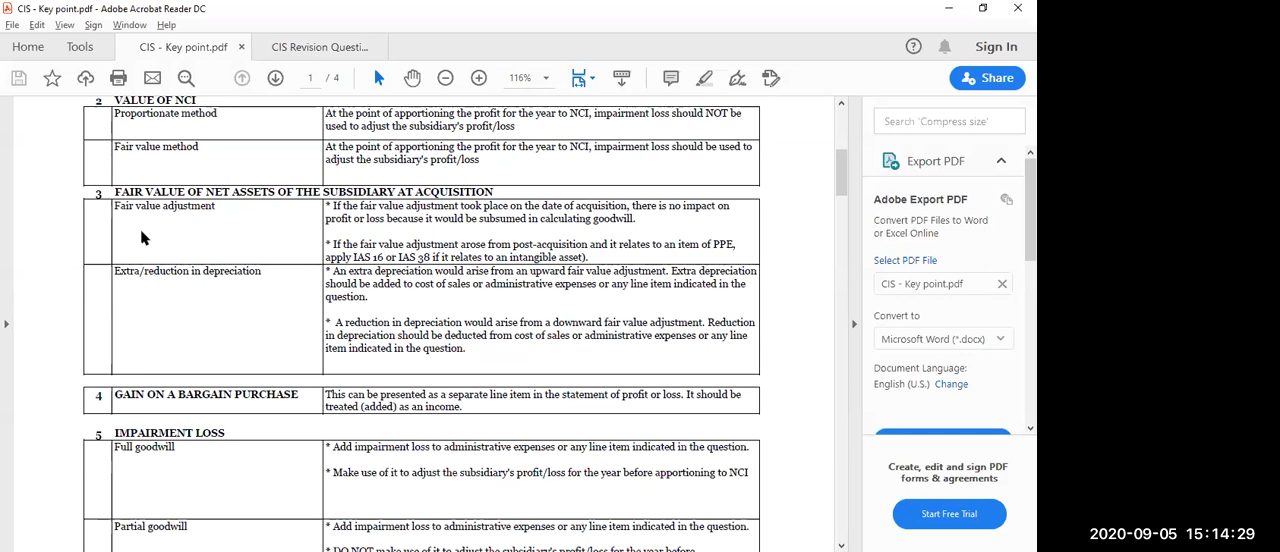 CIS - Key point.pdf - Adobe Acrobat Reader DC
File Edit View Sign Window Help
Home Tools CIS - Key point.pdf × CIS Revision Questi... Sign In
1 / 4 116% Share
2 VALUE OF NCI
Proportionate method At the point of apportioning the profit for the year to NCI, impairment loss should NOT be
used to adjust the subsidiary's profit/loss
Fair value method At the point of apportioning the profit for the year to NCI, impairment loss should be used to
adjust the subsidiary's profit/loss
3 FAIR VALUE OF NET ASSETS OF THE SUBSIDIARY AT ACQUISITION
Fair value adjustment * If the fair value adjustment took place on the date of acquisition, there is no impact on
profit or loss because it would be subsumed in calculating goodwill.
* If the fair value adjustment arose from post-acquisition and it relates to an item of PPE,
apply IAS 16 or IAS 38 if it relates to an intangible asset).
Extra/reduction in depreciation * An extra depreciation would arise from an upward fair value adjustment. Extra depreciation
should be added to cost of sales or administrative expenses or any line item indicated in the
question.
* A reduction in depreciation would arise from a downward fair value adjustment. Reduction
in depreciation should be deducted from cost of sales or administrative expenses or any line
item indicated in the question.
4 GAIN ON A BARGAIN PURCHASE This can be presented as a separate line item in the statement of profit or loss. It should be
treated (added) as an income.
5 IMPAIRMENT LOSS
Full goodwill * Add impairment loss to administrative expenses or any line item indicated in the question.
* Make use of it to adjust the subsidiary's profit/loss for the year before apportioning to NCI
Partial goodwill * Add impairment loss to administrative expenses or any line item indicated in the question.
* DO NOT make use of it to adjust the subsidiary's profit/loss for the year before
Search 'Compress size'
Export PDF
Adobe Export PDF
Convert PDF Files to Word
or Excel Online
Select PDF File
CIS - Key point.pdf ×
Convert to
Microsoft Word (*.docx)
Document Language:
English (U.S.) Change
Create, edit and sign PDF
forms & agreements
Start Free Trial
2020-09-05 15:14:29